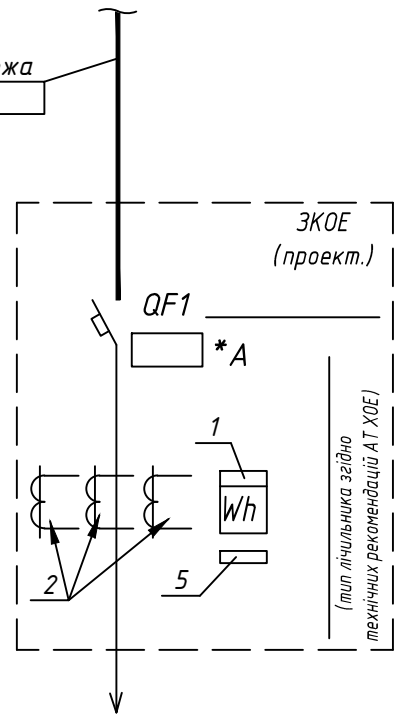 жа
ЗКОЕ
(проект.)
QF1
*А
1
Wh
2
5
(тип лічильника згідно
технічних рекомендацій АТ ХОЕ)